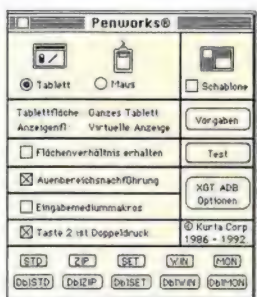 Penworks®
Tablett
Maus
Schablone
Tablettfläche Ganzes Tablett
Anzeigenfl. Virtuelle Anzeige
Vorgaben
Flächenverhältnis erhalten
Test
Auenbereichsnachführung
XGT ADB
Optionen
Eingabemediummakros
Taste 2 ist Doppeldruck
© Kurta Corp
1986 - 1992
STD ZIP SET WIN MON
DblSTD DblZIP DblSET DblWIN DblMON